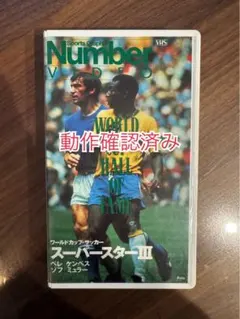 Sports Graphic
Number
VHS
VIDEO
WORLD
CUP
HALL
OF
FAME
動作確認済み
ワールドカップ・サッカー
スーパースターIII
ペレ ケンペス
ゾフ ミュラー